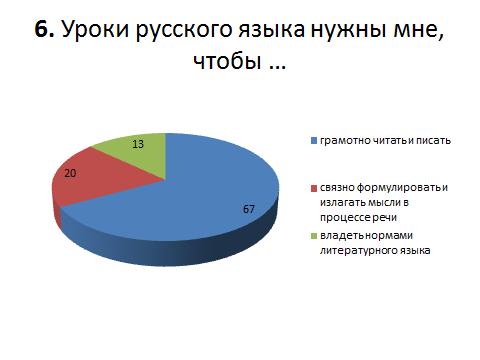 6. Уроки русского языка нужны мне,
чтобы ...
13
20
67
грамотно читать и писать
связно формулировать и
излагать мысли в
процессе речи
владеть нормами
литературного языка